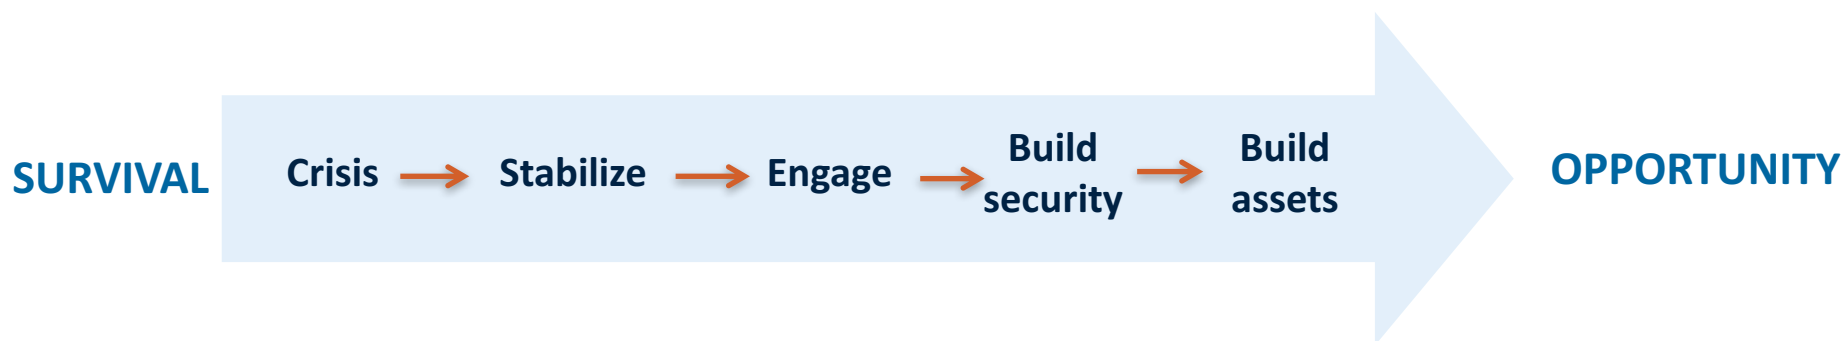 SURVIVAL
Crisis
Stabilize
Engage
Build
security
Build
assets
OPPORTUNITY